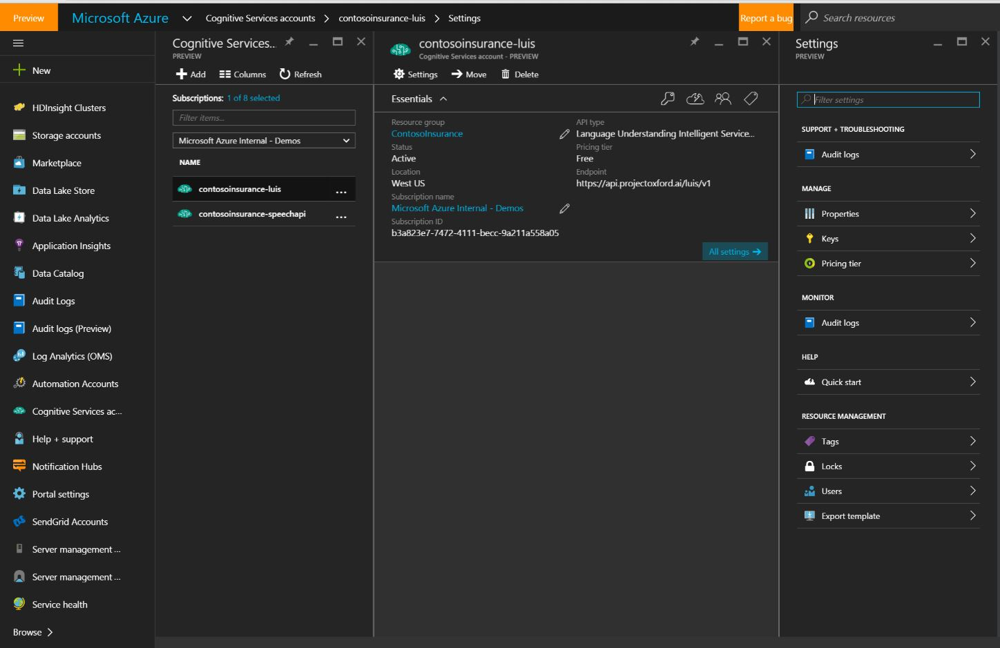 Preview
Microsoft Azure
Cognitive Services accounts
contosoinsurance-luis
Settings
Report a bug
Search resources
New
HDInsight Clusters
Storage accounts
Marketplace
Data Lake Store
Data Lake Analytics
Application Insights
Data Catalog
Audit Logs
Audit logs (Preview)
Log Analytics (OMS)
Automation Accounts
Cognitive Services ac...
Help + support
Notification Hubs
Portal settings
SendGrid Accounts
Server management ...
Server management ...
Service health
Browse
Cognitive Services...
PREVIEW
Add
Columns
Refresh
Subscriptions: 1 of 8 selected
Filter items...
Microsoft Azure Internal - Demos
NAME
contosoinsurance-luis
...
contosoinsurance-speechapi
...
contosoinsurance-luis
Cognitive Services account - PREVIEW
Settings
Move
Delete
Essentials
Resource group
ContosoInsurance
Status
Active
Location
West US
Subscription name
Microsoft Azure Internal - Demos
Subscription ID
b3a823e7-7472-4111-becc-9a211a558a05
API type
Language Understanding Intelligent Service...
Pricing tier
Free
Endpoint
https://api.projectoxford.ai/luis/v1
All settings
Settings
PREVIEW
Filter settings
SUPPORT + TROUBLESHOOTING
Audit logs
MANAGE
Properties
Keys
Pricing tier
MONITOR
Audit logs
HELP
Quick start
RESOURCE MANAGEMENT
Tags
Locks
Users
Export template